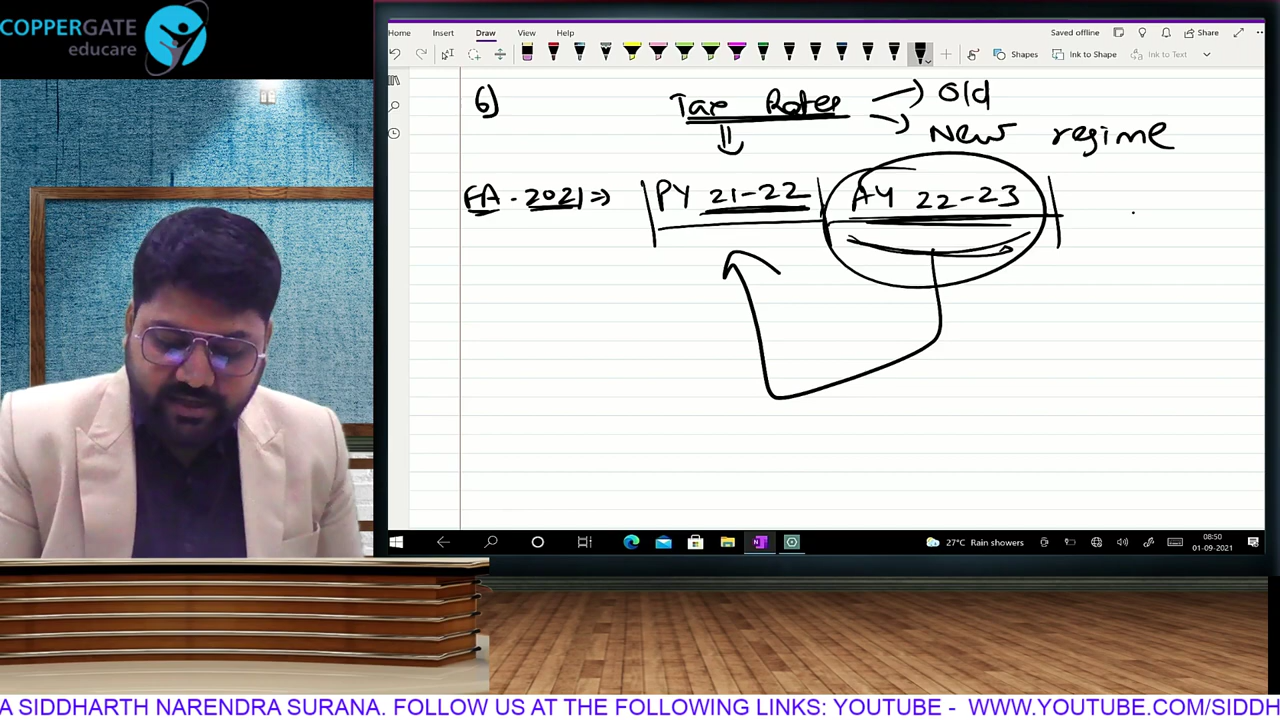 COPPERGATE
educare
Home Insert Draw View Help
Saved offline Share
Shapes Ink to Shape Ink to Text
6) Tax Rates → Old
→ New regime
FA - 2021 ⇒ | PY 21-22 | AY 22-23 |
27°C Rain showers
08:50
01-09-2021
A SIDDHARTH NARENDRA SURANA. FOLLOW US AT THE FOLLOWING LINKS: YOUTUBE - WWW.YOUTUBE.COM/SIDDH